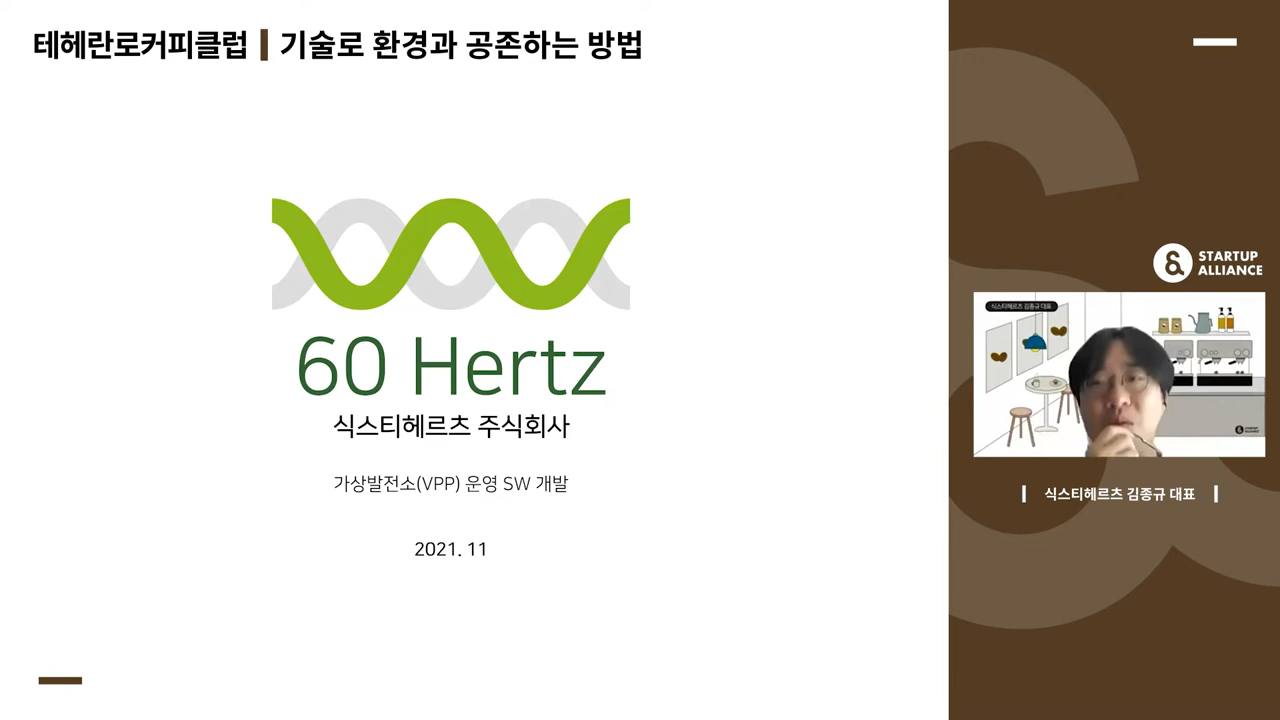 테헤란로커피클럽 | 기술로 환경과 공존하는 방법
60 Hertz
식스티헤르츠 주식회사
가상발전소(VPP) 운영 SW 개발
2021. 11
STARTUP
ALLIANCE
식스티헤르츠 김종규 대표
STARTUP
ALLIANCE
| 식스티헤르츠 김종규 대표 |